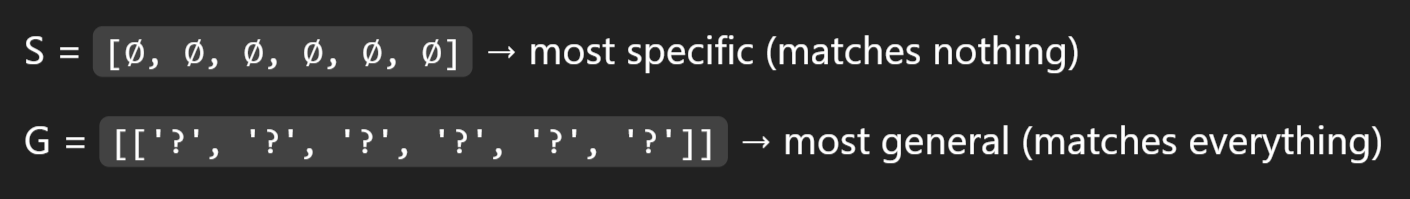 S = [∅, ∅, ∅, ∅, ∅, ∅] → most specific (matches nothing)
G = [['?', '?', '?', '?', '?', '?']] → most general (matches everything)